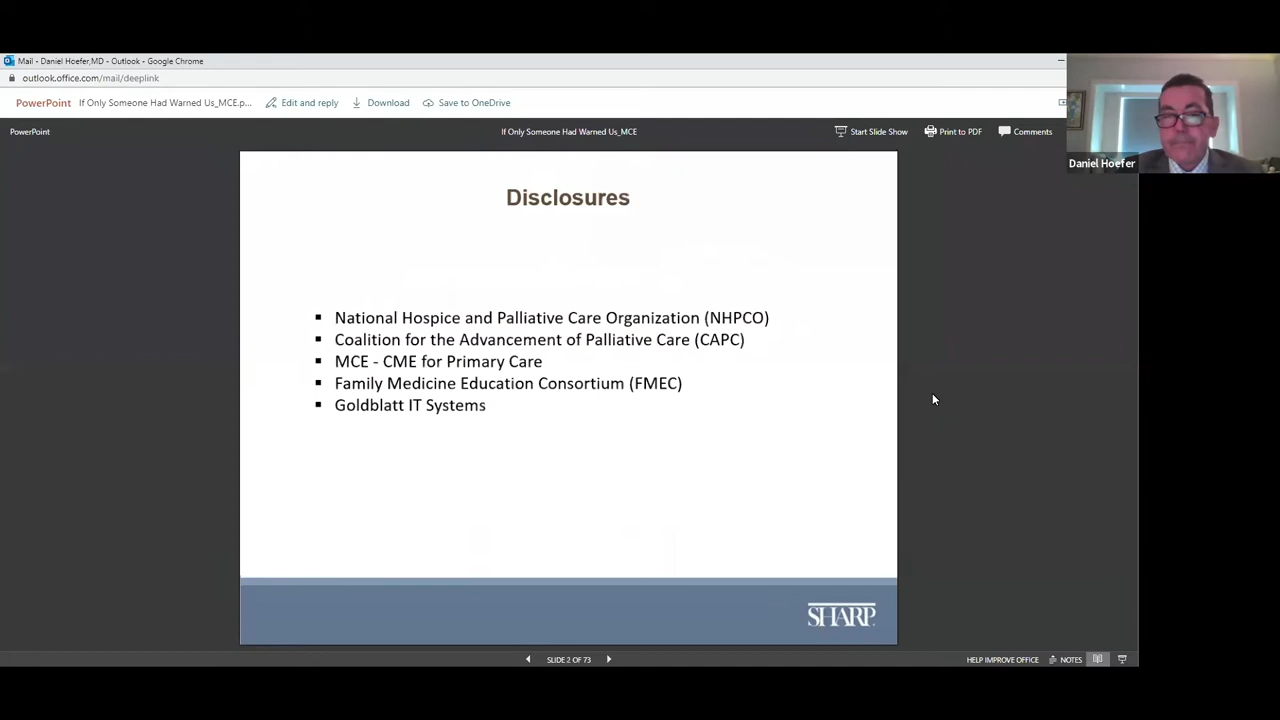 Mail - Daniel Hoefer,MD - Outlook - Google Chrome
outlook.office.com/mail/deeplink
PowerPoint If Only Someone Had Warned Us_MCE.p... Edit and reply Download Save to OneDrive
PowerPoint If Only Someone Had Warned Us_MCE Start Slide Show Print to PDF Comments
Daniel Hoefer
Disclosures
▪ National Hospice and Palliative Care Organization (NHPCO)
▪ Coalition for the Advancement of Palliative Care (CAPC)
▪ MCE - CME for Primary Care
▪ Family Medicine Education Consortium (FMEC)
▪ Goldblatt IT Systems
SHARP
SLIDE 2 OF 73 HELP IMPROVE OFFICE NOTES